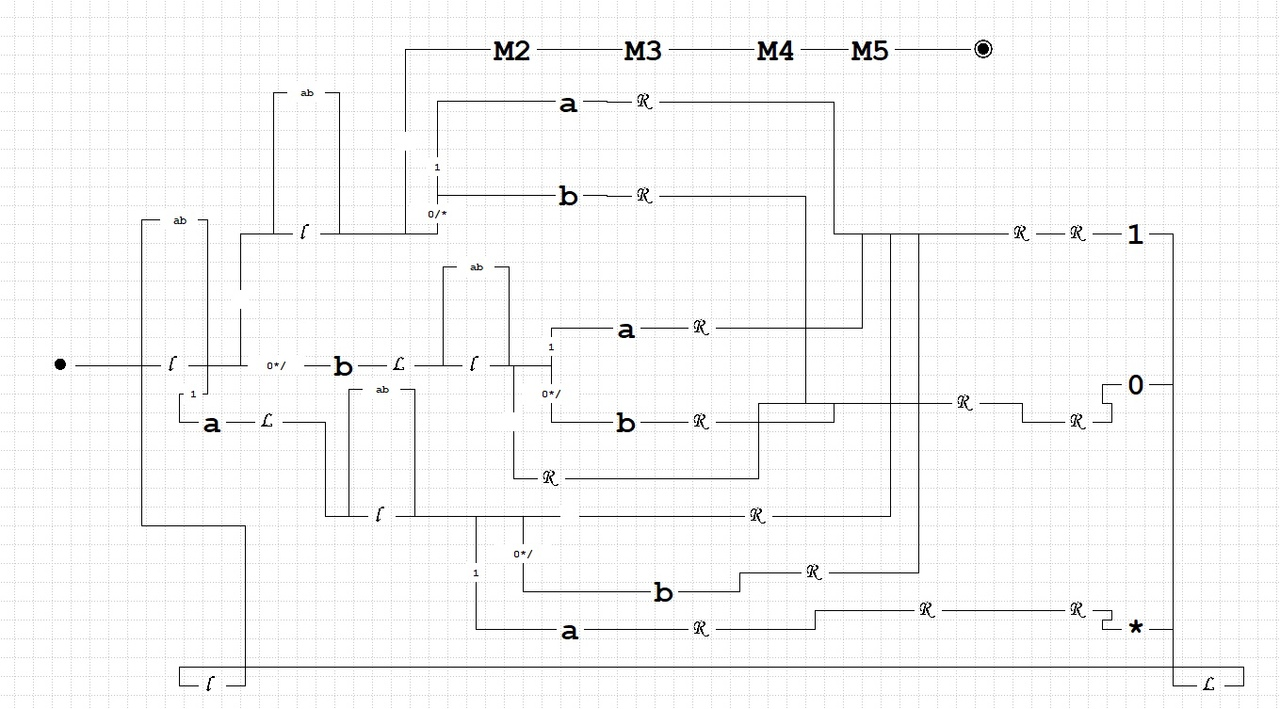 M2 M3 M4 M5
ab
a ℛ
1
b ℛ
0/*
ab
l
ℛ ℛ 1
ab
a ℛ
1
l 0*/ b ℒ l
ab
0*/
0
1
a ℒ
b ℛ
ℛ ℛ
ℛ
l
ℛ
0*/
1
b ℛ
a ℛ ℛ ℛ *
l
ℒ